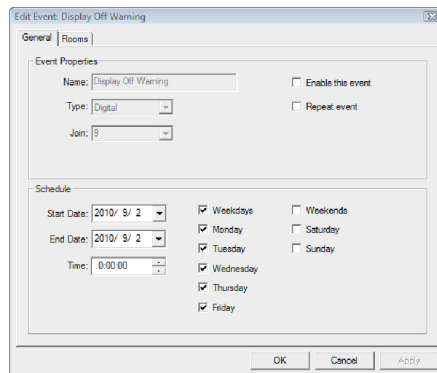 Edit Event: Display Off Warning
General Rooms
Event Properties
Name: Display Off Warning
Enable this event
Type: Digital
Repeat event
Join: 9
Schedule
Start Date: 2010/ 9/ 2
Weekdays
Weekends
End Date: 2010/ 9/ 2
Monday
Saturday
Time: 0:00:00
Tuesday
Sunday
Wednesday
Thursday
Friday
OK Cancel Apply